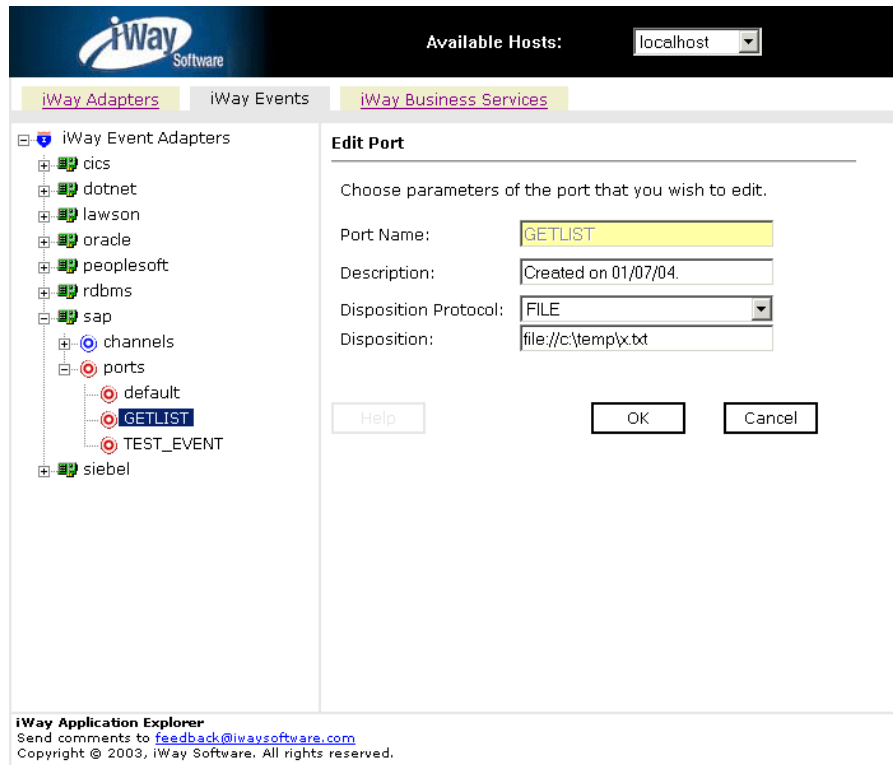 iWay
Software
Available Hosts:
localhost
iWay Adapters
iWay Events
iWay Business Services
iWay Event Adapters
cics
dotnet
lawson
oracle
peoplesoft
rdbms
sap
channels
ports
default
GETLIST
TEST_EVENT
siebel
Edit Port
Choose parameters of the port that you wish to edit.
Port Name: GETLIST
Description: Created on 01/07/04.
Disposition Protocol: FILE
Disposition: file://c:\temp\x.txt
Help OK Cancel
iWay Application Explorer
Send comments to feedback@iwaysoftware.com
Copyright © 2003, iWay Software. All rights reserved.